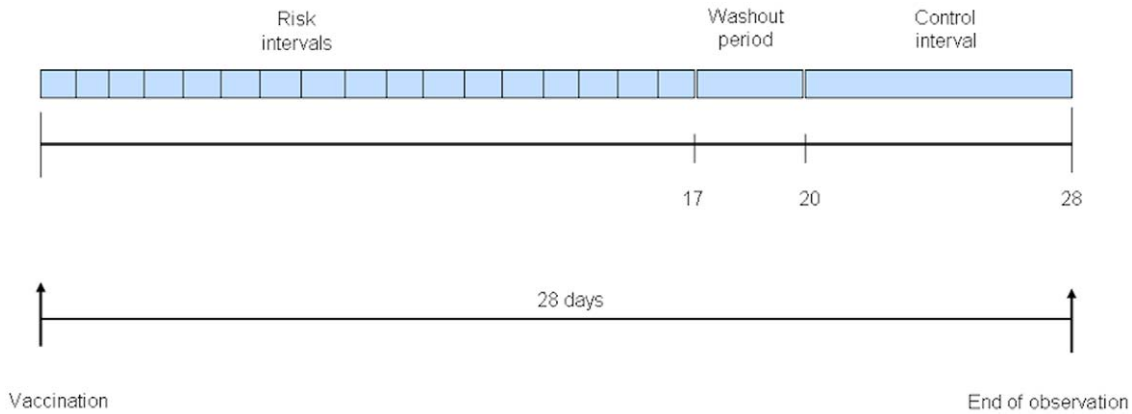 Risk
intervals
Washout
period
Control
interval
17
20
28
28 days
Vaccination
End of observation